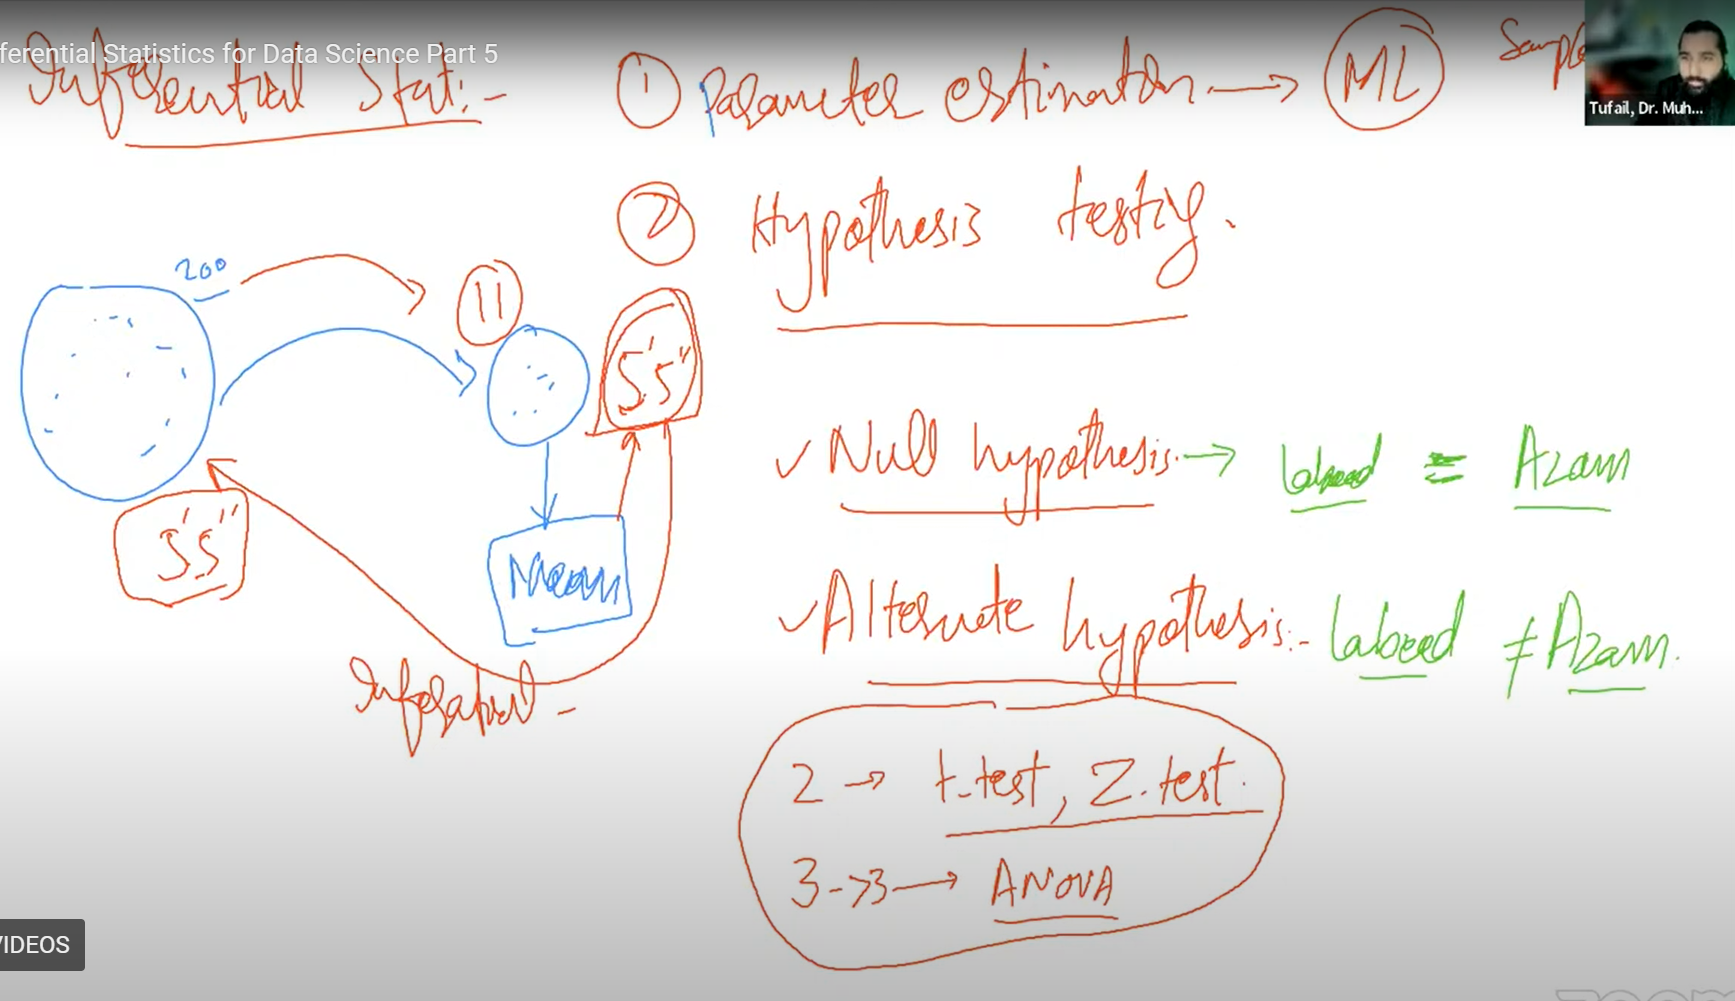 ferential Statistics for Data Science Part 5
Inferential Stat:-
① Parameter estimation → ML
Sample
Tufail, Dr. Muh...
② Hypothesis testing.
200
11
5'5"
✓ Null hypothesis → labeed = Azam
5'5"
Mean
✓ Alternate hypothesis:- labeed ≠ Azam.
2 → t-test, Z.test.
3->3 → ANOVA
VIDEOS
zoom